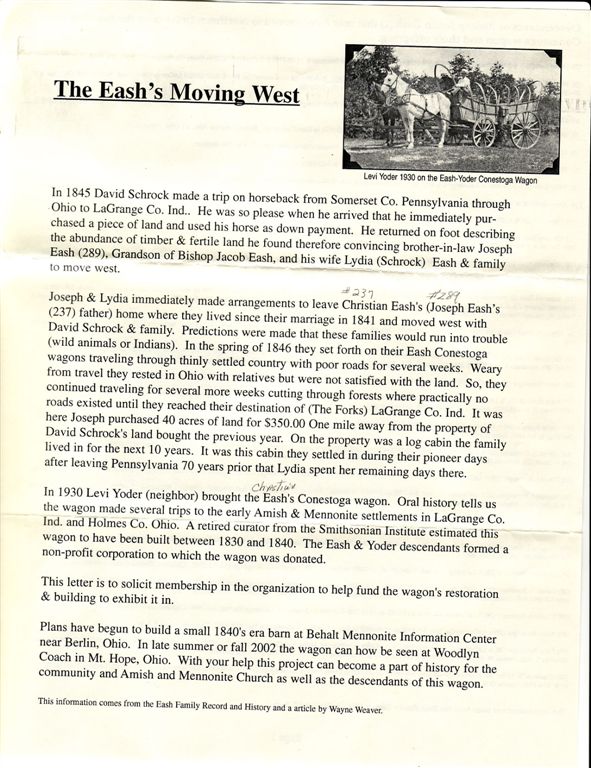 The Eash's Moving West
Levi Yoder 1930 on the Eash-Yoder Conestoga Wagon
In 1845 David Schrock made a trip on horseback from Somerset Co. Pennsylvania through
Ohio to LaGrange Co. Ind.. He was so please when he arrived that he immediately pur-
chased a piece of land and used his horse as down payment. He returned on foot describing
the abundance of timber & fertile land he found therefore convincing brother-in-law Joseph
Eash (289), Grandson of Bishop Jacob Eash, and his wife Lydia (Schrock) Eash & family
to move west.
#237 #289
Joseph & Lydia immediately made arrangements to leave Christian Eash's (Joseph Eash's
(237) father) home where they lived since their marriage in 1841 and moved west with
David Schrock & family. Predictions were made that these families would run into trouble
(wild animals or Indians). In the spring of 1846 they set forth on their Eash Conestoga
wagons traveling through thinly settled country with poor roads for several weeks. Weary
from travel they rested in Ohio with relatives but were not satisfied with the land. So, they
continued traveling for several more weeks cutting through forests where practically no
roads existed until they reached their destination of (The Forks) LaGrange Co. Ind. It was
here Joseph purchased 40 acres of land for $350.00 One mile away from the property of
David Schrock's land bought the previous year. On the property was a log cabin the family
lived in for the next 10 years. It was this cabin they settled in during their pioneer days
after leaving Pennsylvania 70 years prior that Lydia spent her remaining days there.
Christian
In 1930 Levi Yoder (neighbor) brought the Eash's Conestoga wagon. Oral history tells us
the wagon made several trips to the early Amish & Mennonite settlements in LaGrange Co.
Ind. and Holmes Co. Ohio. A retired curator from the Smithsonian Institute estimated this
wagon to have been built between 1830 and 1840. The Eash & Yoder descendants formed a
non-profit corporation to which the wagon was donated.
This letter is to solicit membership in the organization to help fund the wagon's restoration
& building to exhibit it in.
Plans have begun to build a small 1840's era barn at Behalt Mennonite Information Center
near Berlin, Ohio. In late summer or fall 2002 the wagon can how be seen at Woodlyn
Coach in Mt. Hope, Ohio. With your help this project can become a part of history for the
community and Amish and Mennonite Church as well as the descendants of this wagon.
This information comes from the Eash Family Record and History and a article by Wayne Weaver.